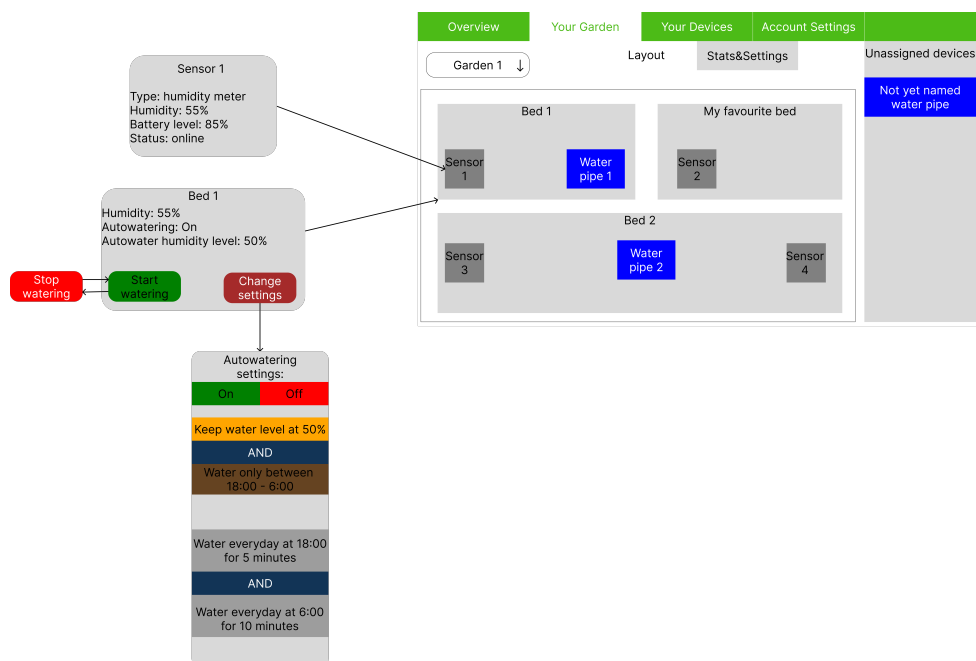 Overview
Your Garden
Your Devices
Account Settings
Garden 1 ↓
Layout
Stats&Settings
Unassigned devices
Not yet named
water pipe
Bed 1
Sensor
1
Water
pipe 1
My favourite bed
Sensor
2
Bed 2
Sensor
3
Water
pipe 2
Sensor
4
Sensor 1
Type: humidity meter
Humidity: 55%
Battery level: 85%
Status: online
Bed 1
Humidity: 55%
Autowatering: On
Autowater humidity level: 50%
Stop
watering
Start
watering
Change
settings
Autowatering
settings:
On
Off
Keep water level at 50%
AND
Water only between
18:00 - 6:00
Water everyday at 18:00
for 5 minutes
AND
Water everyday at 6:00
for 10 minutes